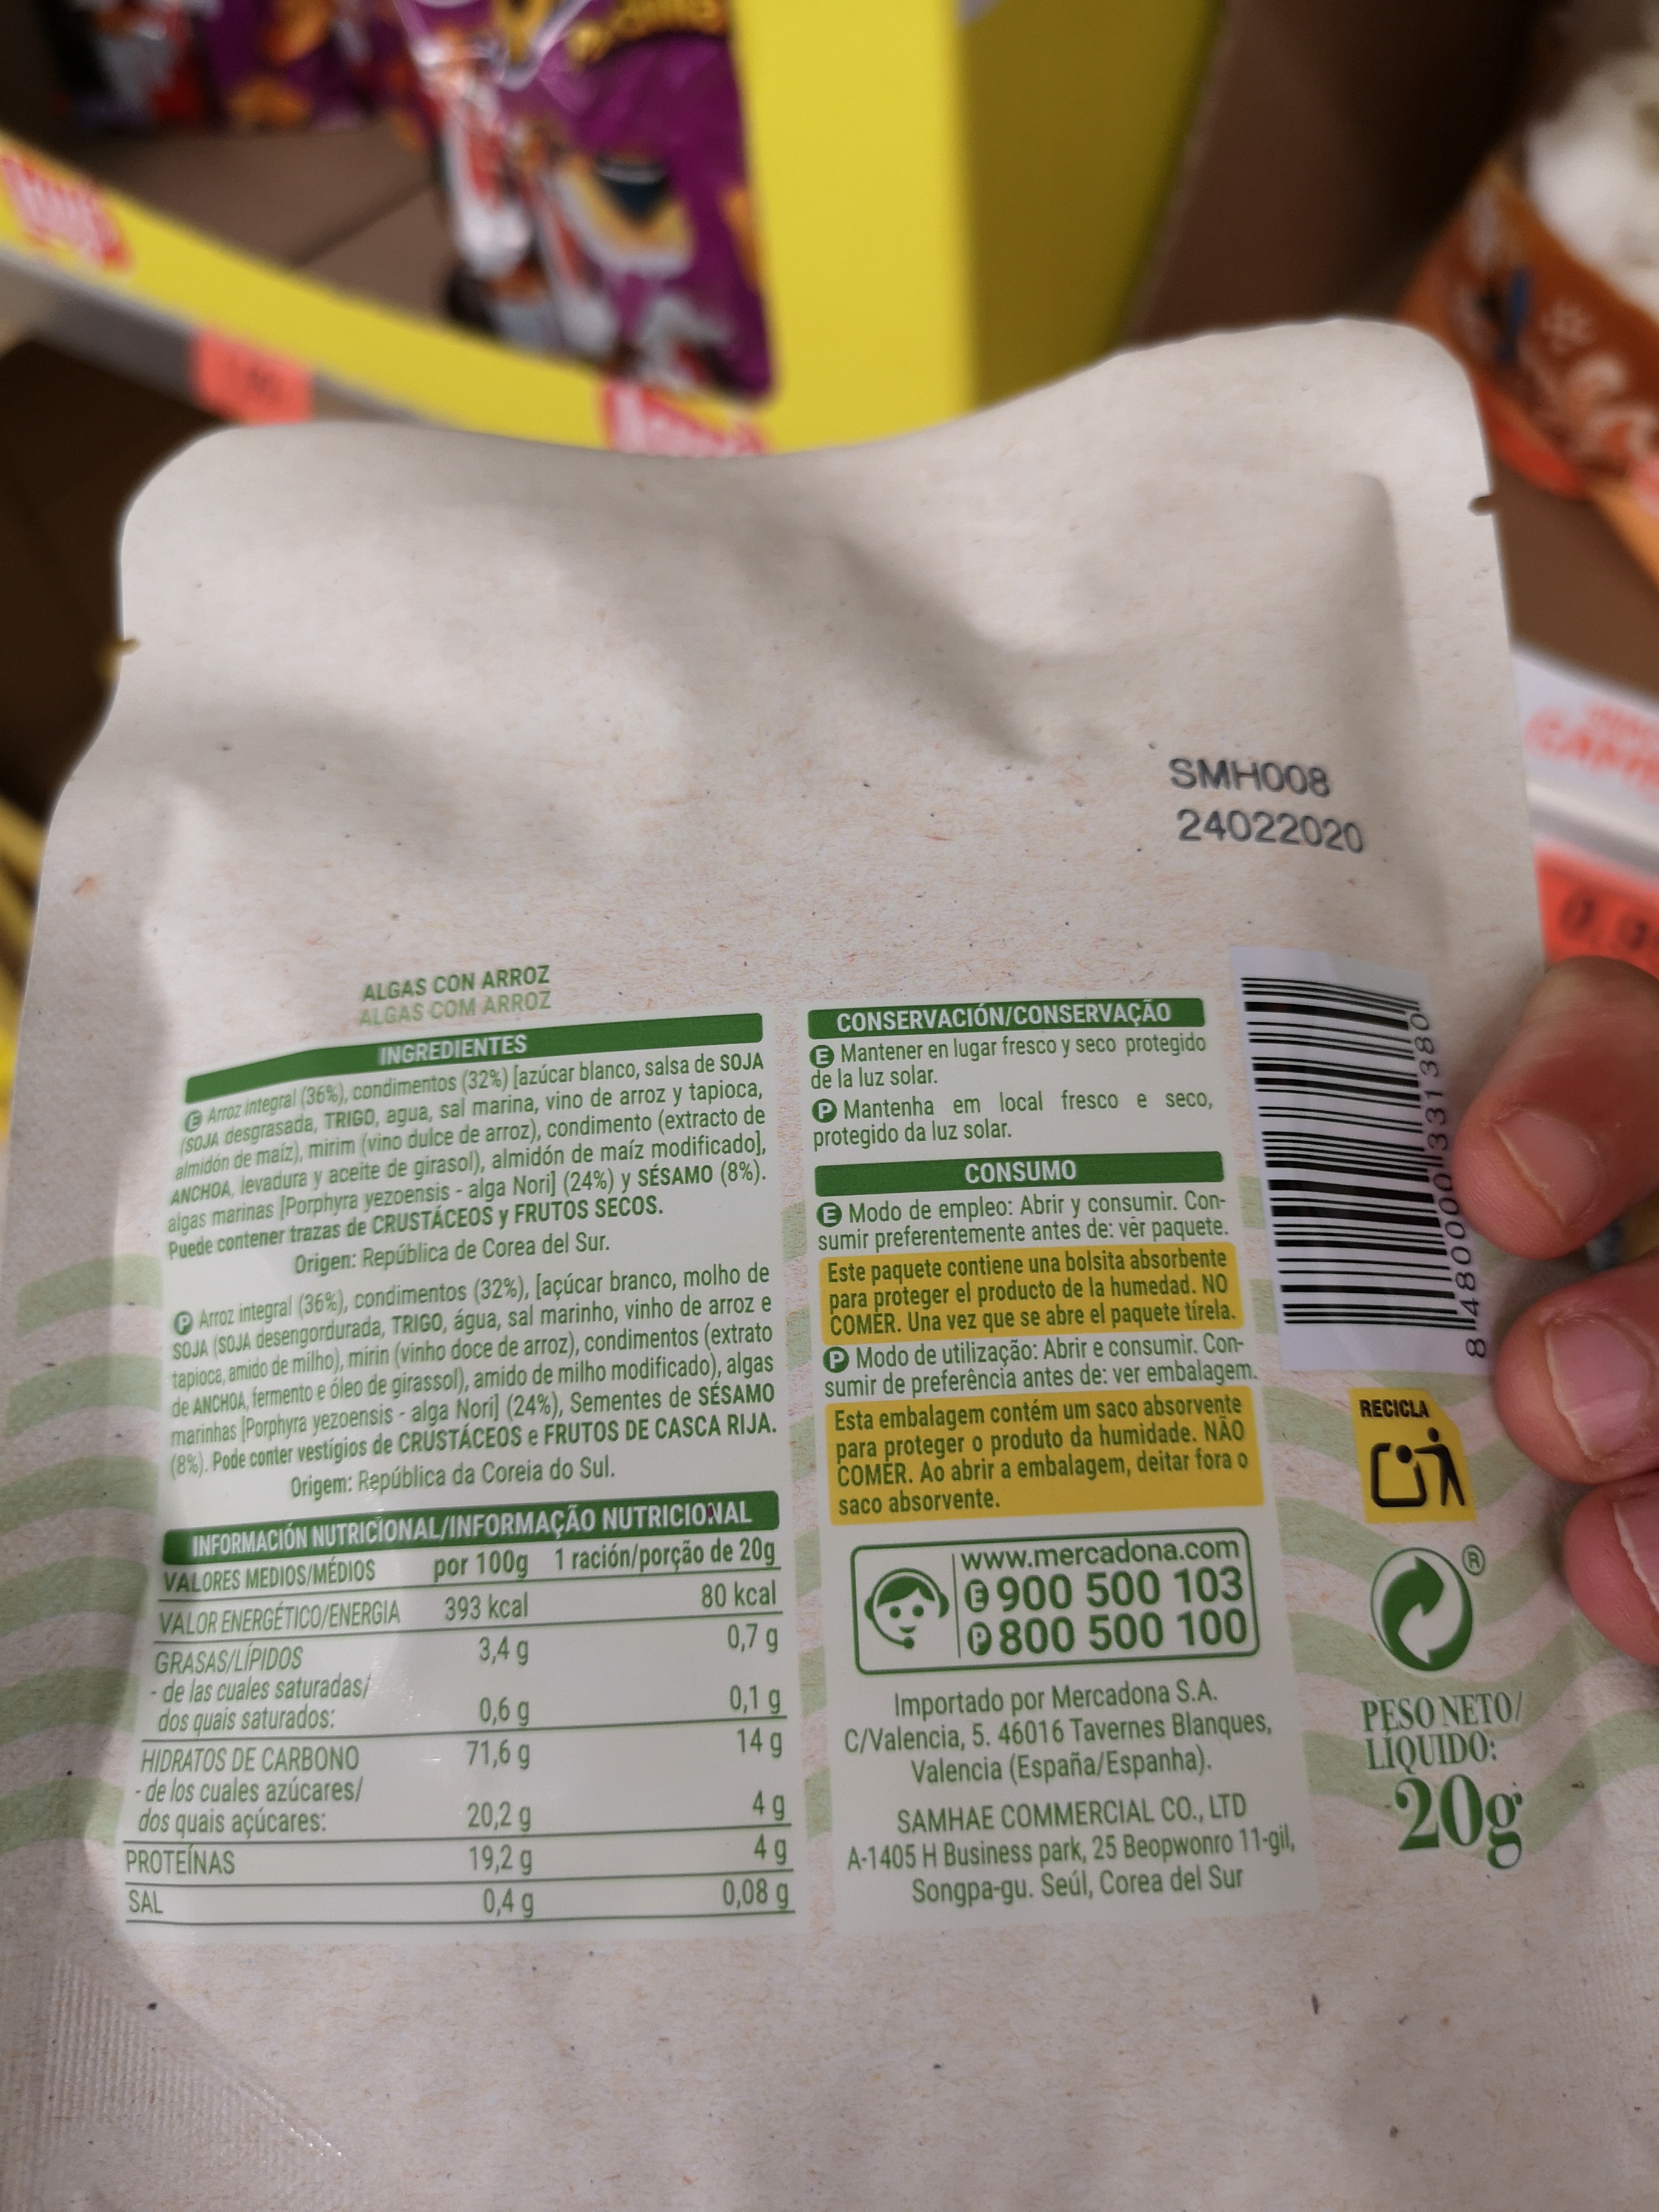 SMH008
24022020
ALGAS CON ARROZ
ALGAS COM ARROZ
INGREDIENTES
E Arroz integral (36%), condimentos (32%) [azúcar blanco, salsa de SOJA
(SOJA desgrasada, TRIGO, agua, sal marina, vino de arroz y tapioca,
almidón de maíz), mirim (vino dulce de arroz), condimento (extracto de
ANCHOA, levadura y aceite de girasol), almidón de maíz modificado],
algas marinas [Porphyra yezoensis - alga Nori] (24%) y SÉSAMO (8%).
Puede contener trazas de CRUSTÁCEOS y FRUTOS SECOS.
Origen: República de Corea del Sur.
P Arroz integral (36%), condimentos (32%), [açúcar branco, molho de
SOJA (SOJA desengordurada, TRIGO, água, sal marinho, vinho de arroz e
tapioca, amido de milho), mirin (vinho doce de arroz), condimentos (extrato
de ANCHOA, fermento e óleo de girassol), amido de milho modificado), algas
marinhas [Porphyra yezoensis - alga Nori] (24%), Sementes de SÉSAMO
(8%). Pode conter vestígios de CRUSTÁCEOS e FRUTOS DE CASCA RIJA.
Origem: República da Coreia do Sul.
INFORMACIÓN NUTRICIONAL/INFORMAÇÃO NUTRICIONAL
VALORES MEDIOS/MÉDIOS por 100g 1 ración/porção de 20g
VALOR ENERGÉTICO/ENERGIA 393 kcal 80 kcal
GRASAS/LÍPIDOS 3,4 g 0,7 g
- de las cuales saturadas/
dos quais saturados: 0,6 g 0,1 g
HIDRATOS DE CARBONO 71,6 g 14 g
- de los cuales azúcares/
dos quais açúcares: 20,2 g 4 g
PROTEÍNAS 19,2 g 4 g
SAL 0,4 g 0,08 g
CONSERVACIÓN/CONSERVAÇÃO
E Mantener en lugar fresco y seco protegido
de la luz solar.
P Mantenha em local fresco e seco,
protegido da luz solar.
CONSUMO
E Modo de empleo: Abrir y consumir. Con-
sumir preferentemente antes de: vér paquete.
Este paquete contiene una bolsita absorbente
para proteger el producto de la humedad. NO
COMER. Una vez que se abre el paquete tírela.
P Modo de utilização: Abrir e consumir. Con-
sumir de preferência antes de: ver embalagem.
Esta embalagem contém um saco absorvente
para proteger o produto da humidade. NÃO
COMER. Ao abrir a embalagem, deitar fora o
saco absorvente.
www.mercadona.com
E 900 500 103
P 800 500 100
Importado por Mercadona S.A.
C/Valencia, 5. 46016 Tavernes Blanques,
Valencia (España/Espanha).
SAMHAE COMMERCIAL CO., LTD
A-1405 H Business park, 25 Beopwonro 11-gil,
Songpa-gu. Seúl, Corea del Sur
8 480000 331380
RECICLA
®
PESO NETO/
LÍQUIDO:
20g